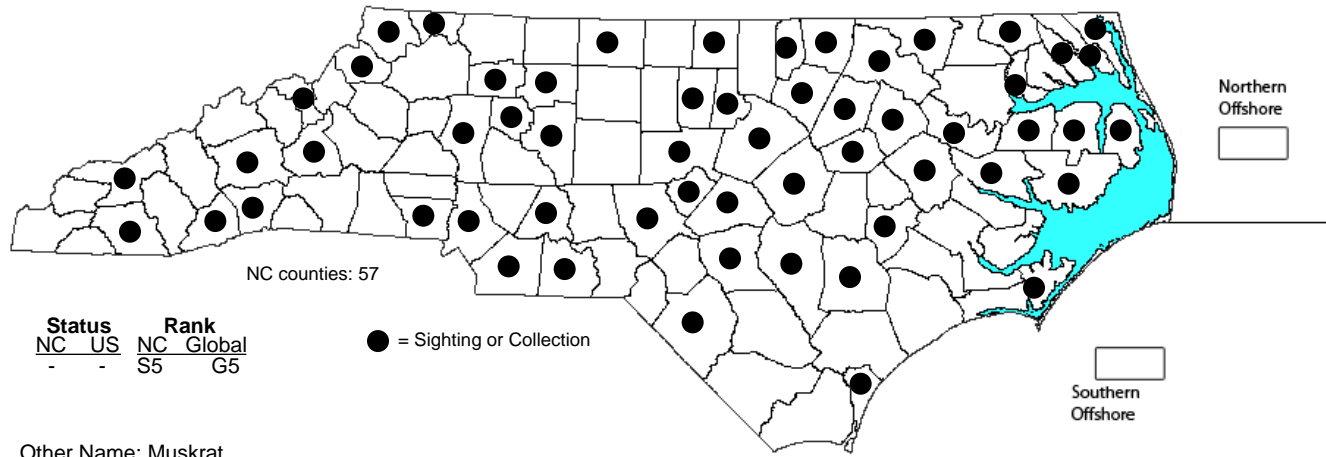 Northern
Offshore
NC counties: 57
Status Rank
NC US NC Global
- - S5 G5
= Sighting or Collection
Southern
Offshore
Other Name: Muskrat